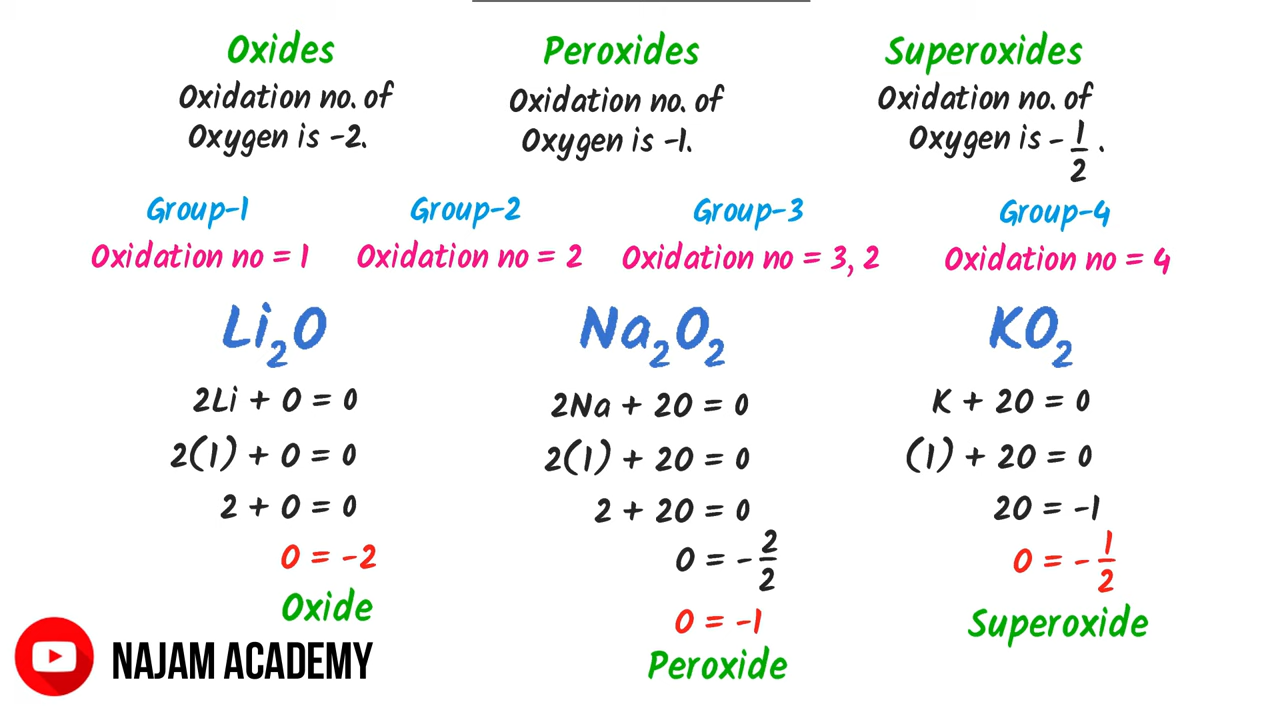 Oxides
Oxidation no. of
Oxygen is -2.
Peroxides
Oxidation no. of
Oxygen is -1.
Superoxides
Oxidation no. of
Oxygen is - 1/2 .
Group-1
Oxidation no = 1
Group-2
Oxidation no = 2
Group-3
Oxidation no = 3, 2
Group-4
Oxidation no = 4
Li₂O
2Li + O = 0
2(1) + O = 0
2 + O = 0
O = -2
Oxide
Na₂O₂
2Na + 2O = 0
2(1) + 2O = 0
2 + 2O = 0
O = - 2/2
O = -1
Peroxide
KO₂
K + 2O = 0
(1) + 2O = 0
2O = -1
O = - 1/2
Superoxide
NAJAM ACADEMY